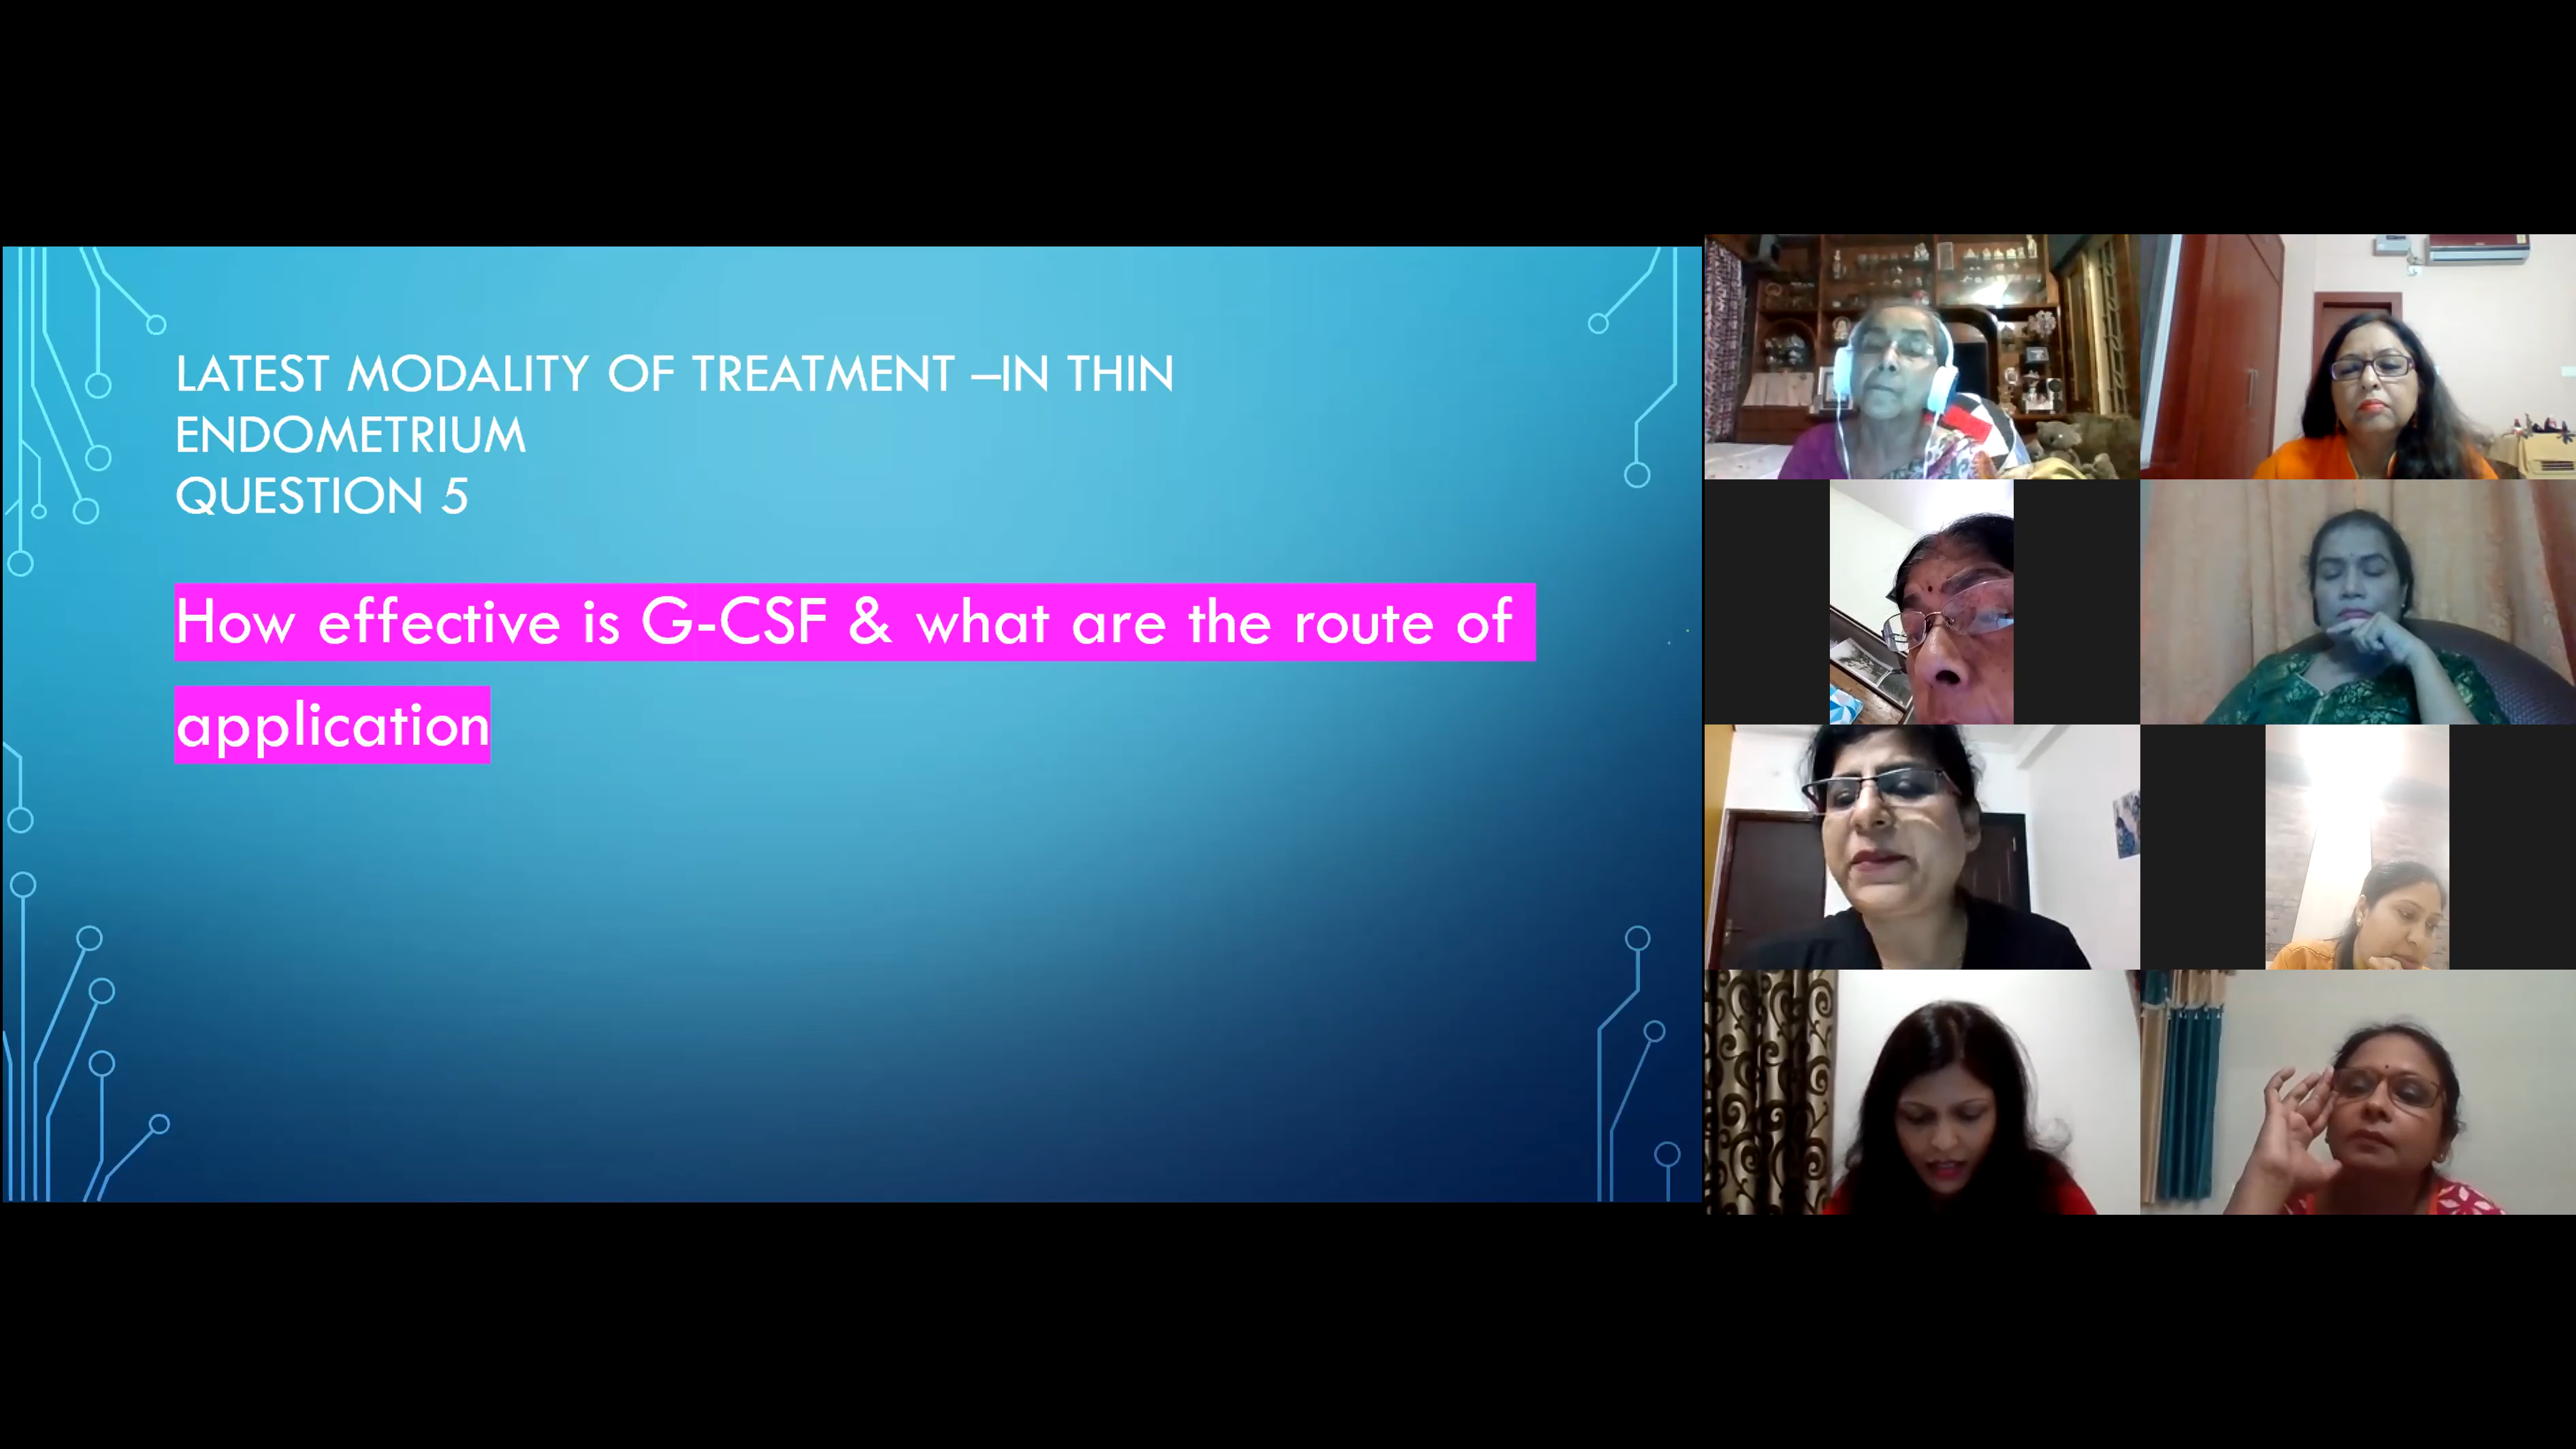 LATEST MODALITY OF TREATMENT –IN THIN
ENDOMETRIUM
QUESTION 5
How effective is G-CSF & what are the route of
application